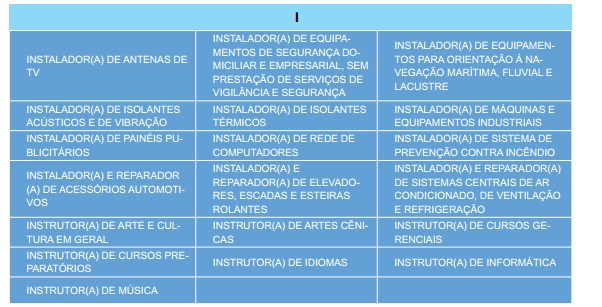 I
INSTALADOR(A) DE ANTENAS DE
TV
INSTALADOR(A) DE EQUIPA-
MENTOS DE SEGURANÇA DO-
MICILIAR E EMPRESARIAL, SEM
PRESTAÇÃO DE SERVIÇOS DE
VIGILÂNCIA E SEGURANÇA
INSTALADOR(A) DE EQUIPAMEN-
TOS PARA ORIENTAÇÃO À NA-
VEGAÇÃO MARÍTIMA, FLUVIAL E
LACUSTRE
INSTALADOR(A) DE ISOLANTES
ACÚSTICOS E DE VIBRAÇÃO
INSTALADOR(A) DE ISOLANTES
TÉRMICOS
INSTALADOR(A) DE MÁQUINAS E
EQUIPAMENTOS INDUSTRIAIS
INSTALADOR(A) DE PAINÉIS PU-
BLICITÁRIOS
INSTALADOR(A) DE REDE DE
COMPUTADORES
INSTALADOR(A) DE SISTEMA DE
PREVENÇÃO CONTRA INCÊNDIO
INSTALADOR(A) E REPARADOR
(A) DE ACESSÓRIOS AUTOMOTI-
VOS
INSTALADOR(A) E
REPARADOR(A) DE ELEVADO-
RES, ESCADAS E ESTEIRAS
ROLANTES
INSTALADOR(A) E REPARADOR(A)
DE SISTEMAS CENTRAIS DE AR
CONDICIONADO, DE VENTILAÇÃO
E REFRIGERAÇÃO
INSTRUTOR(A) DE ARTE E CUL-
TURA EM GERAL
INSTRUTOR(A) DE ARTES CÊNI-
CAS
INSTRUTOR(A) DE CURSOS GE-
RENCIAIS
INSTRUTOR(A) DE CURSOS PRE-
PARATÓRIOS
INSTRUTOR(A) DE IDIOMAS
INSTRUTOR(A) DE INFORMÁTICA
INSTRUTOR(A) DE MÚSICA